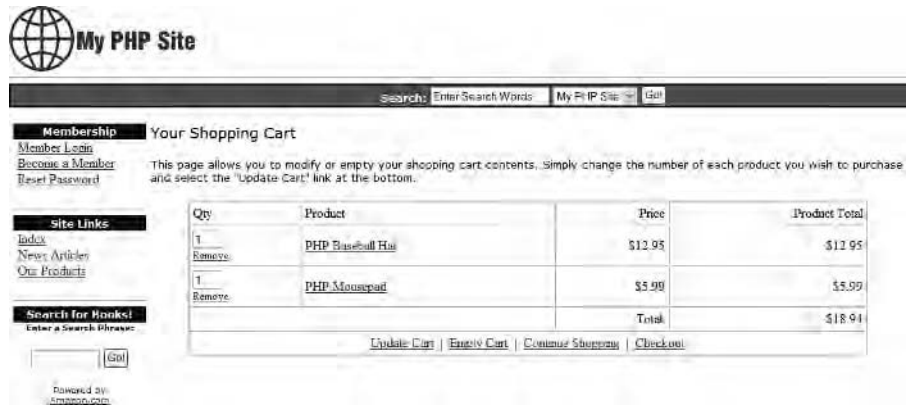 My PHP Site
Search: Enter Search Words My PHP Site Go!
Membership
Member Login
Become a Member
Reset Password
Your Shopping Cart
This page allows you to modify or empty your shopping cart contents. Simply change the number of each product you wish to purchase
and select the "Update Cart" link at the bottom.
Site Links
Index
News Articles
Our Products
Qty Product Price Product Total
1 PHP Baseball Hat $12.95 $12.95
Remove
1 PHP Mousepad $5.99 $5.99
Remove
Total $18.94
Update Cart | Empty Cart | Continue Shopping | Checkout
Search for Books!
Enter a Search Phrase:
Go!
Powered by
Amazon.com